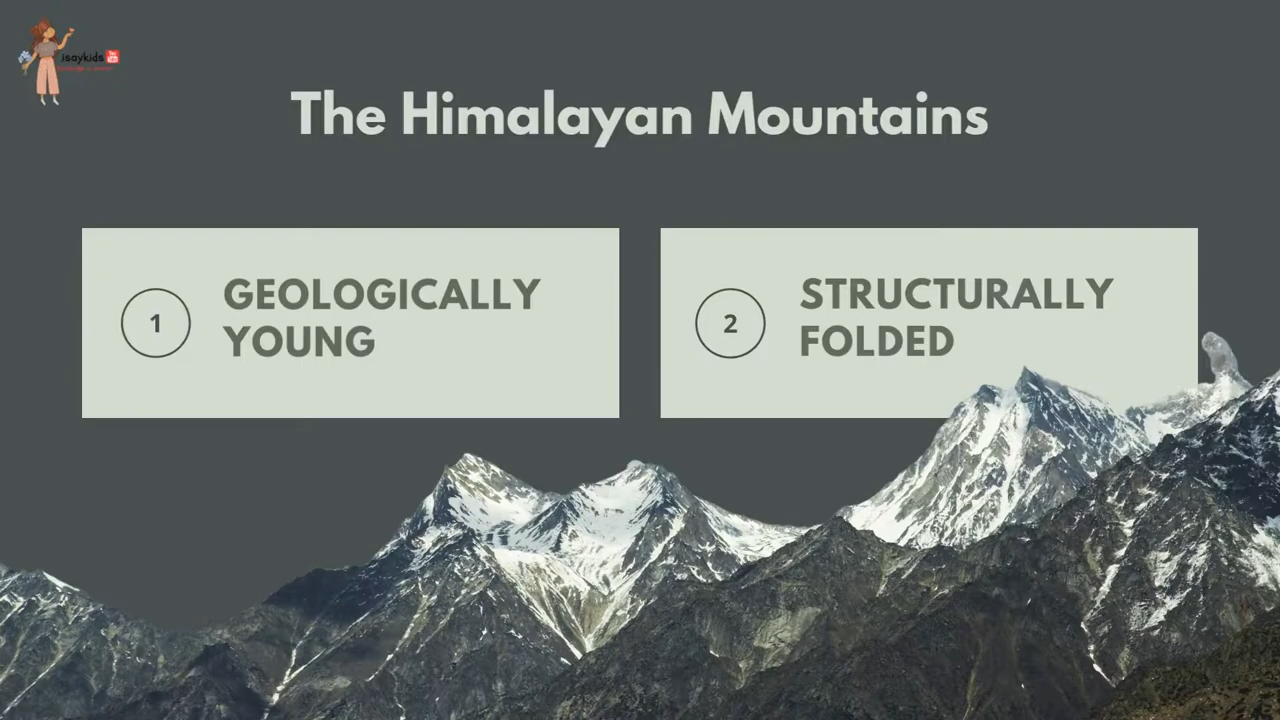 isaykids
The Himalayan Mountains
1
GEOLOGICALLY
YOUNG
2
STRUCTURALLY
FOLDED